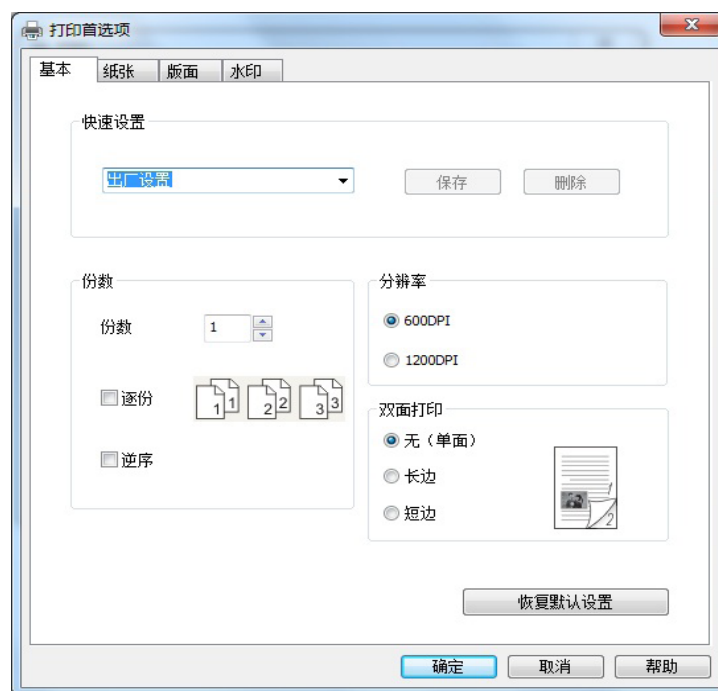 打印首选项
基本 纸张 版面 水印
快速设置
出厂设置 保存 删除
份数
份数 1
逐份 1 1 2 2 3 3
逆序
分辨率
600DPI
1200DPI
双面打印
无（单面）
长边
短边
1
2
恢复默认设置
确定 取消 帮助